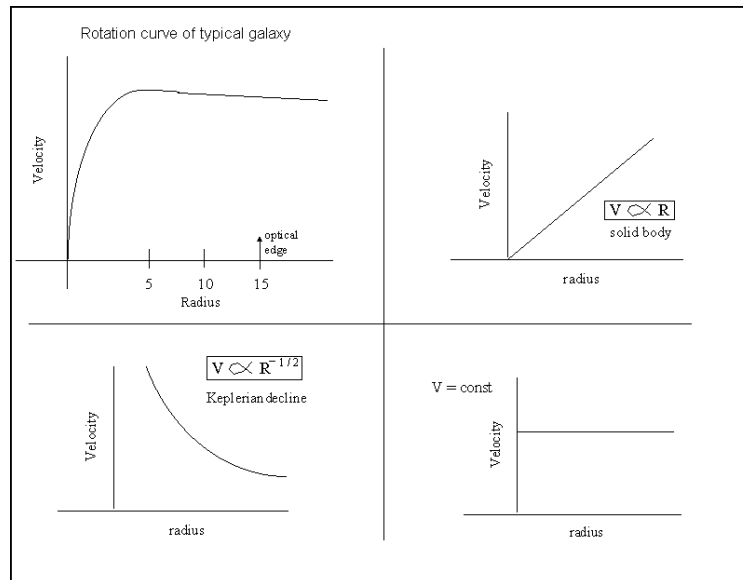 Rotation curve of typical galaxy
Velocity
optical
edge
5 10 15
Radius
Velocity
V ∝ R
solid body
radius
V ∝ R^-1/2
Keplerian decline
Velocity
radius
V = const
Velocity
radius